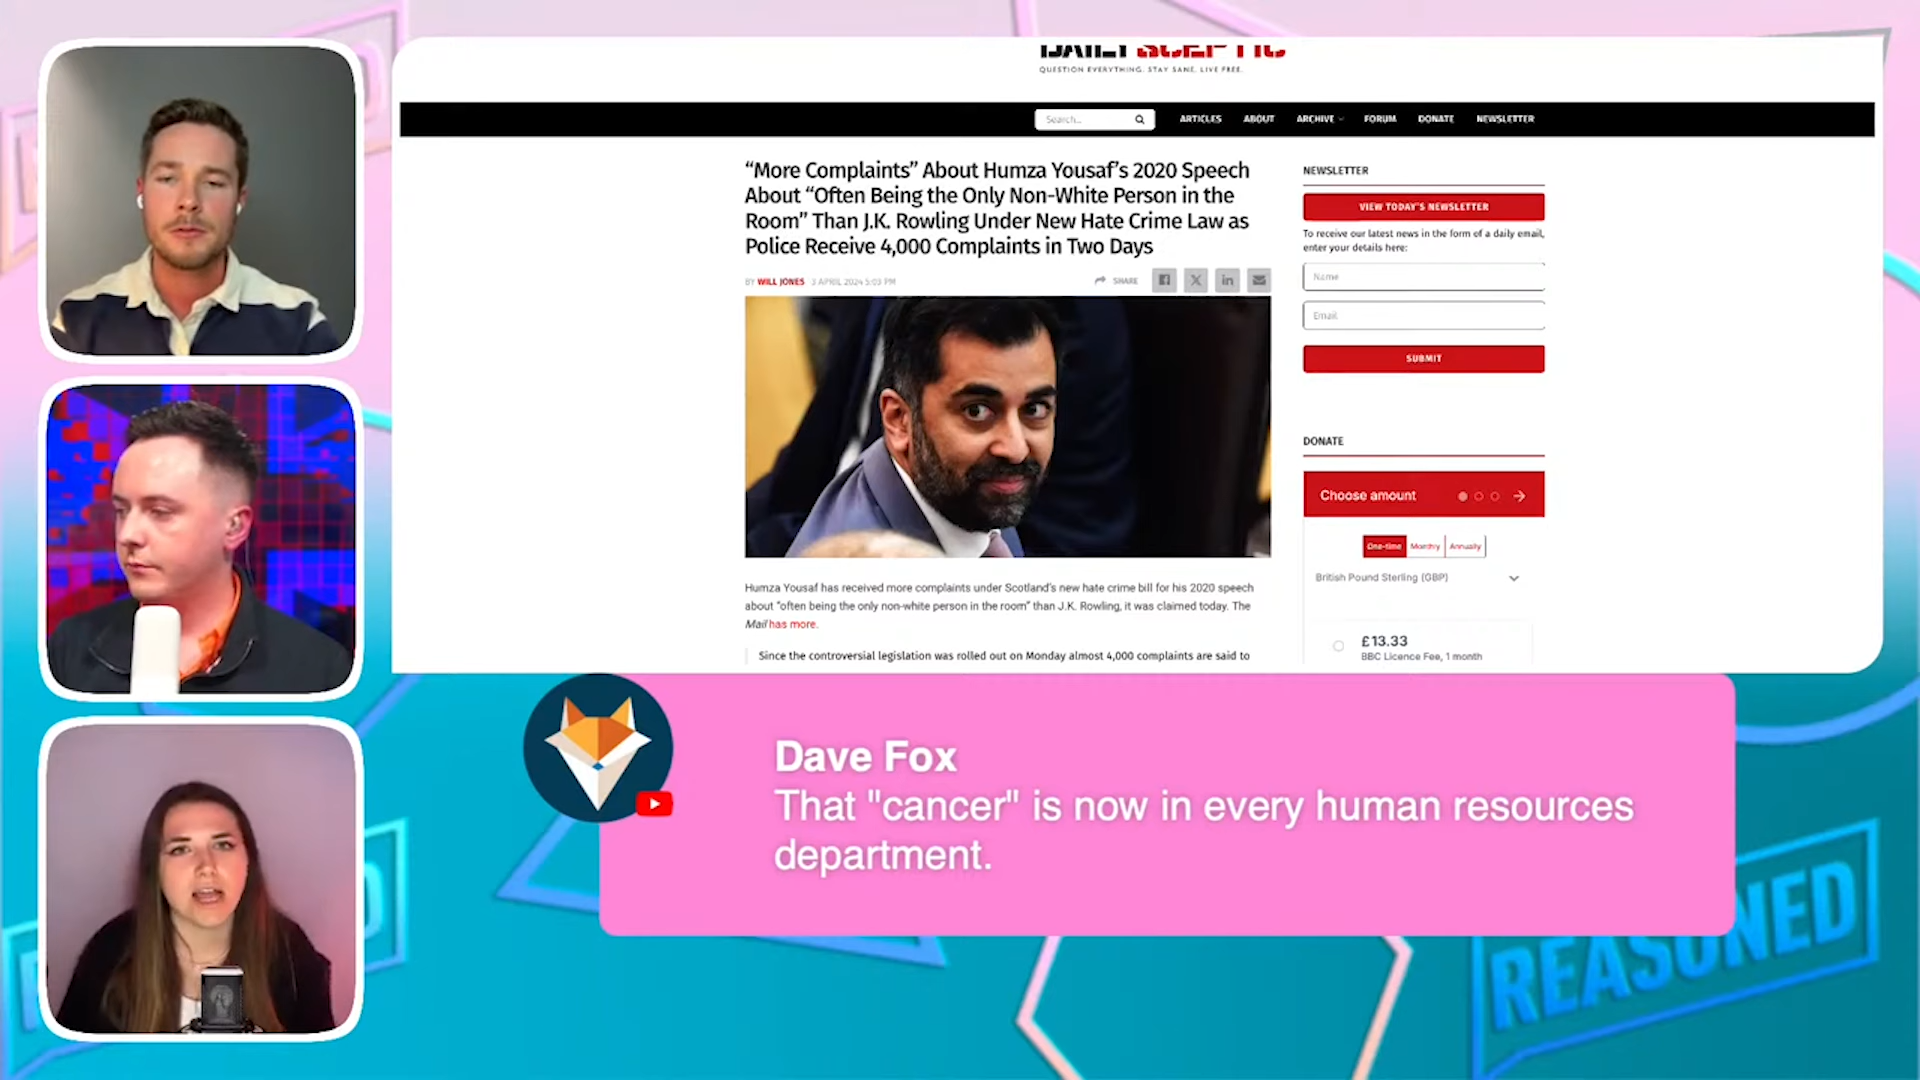 DAILY SCEPTIC
QUESTION EVERYTHING. STAY SANE. LIVE FREE.
Search...
ARTICLES ABOUT ARCHIVE FORUM DONATE NEWSLETTER
“More Complaints” About Humza Yousaf’s 2020 Speech
About “Often Being the Only Non-White Person in the
Room” Than J.K. Rowling Under New Hate Crime Law as
Police Receive 4,000 Complaints in Two Days
BY WILL JONES 3 APRIL 2024 5:03 PM
SHARE
Humza Yousaf has received more complaints under Scotland’s new hate crime bill for his 2020 speech
about “often being the only non-white person in the room” than J.K. Rowling, it was claimed today. The
Mail has more.
Since the controversial legislation was rolled out on Monday almost 4,000 complaints are said to
NEWSLETTER
VIEW TODAY’S NEWSLETTER
To receive our latest news in the form of a daily email,
enter your details here:
Name
Email
SUBMIT
DONATE
Choose amount
One-time Monthly Annually
British Pound Sterling (GBP)
£13.33
BBC Licence Fee, 1 month
Dave Fox
That "cancer" is now in every human resources
department.
REASONED